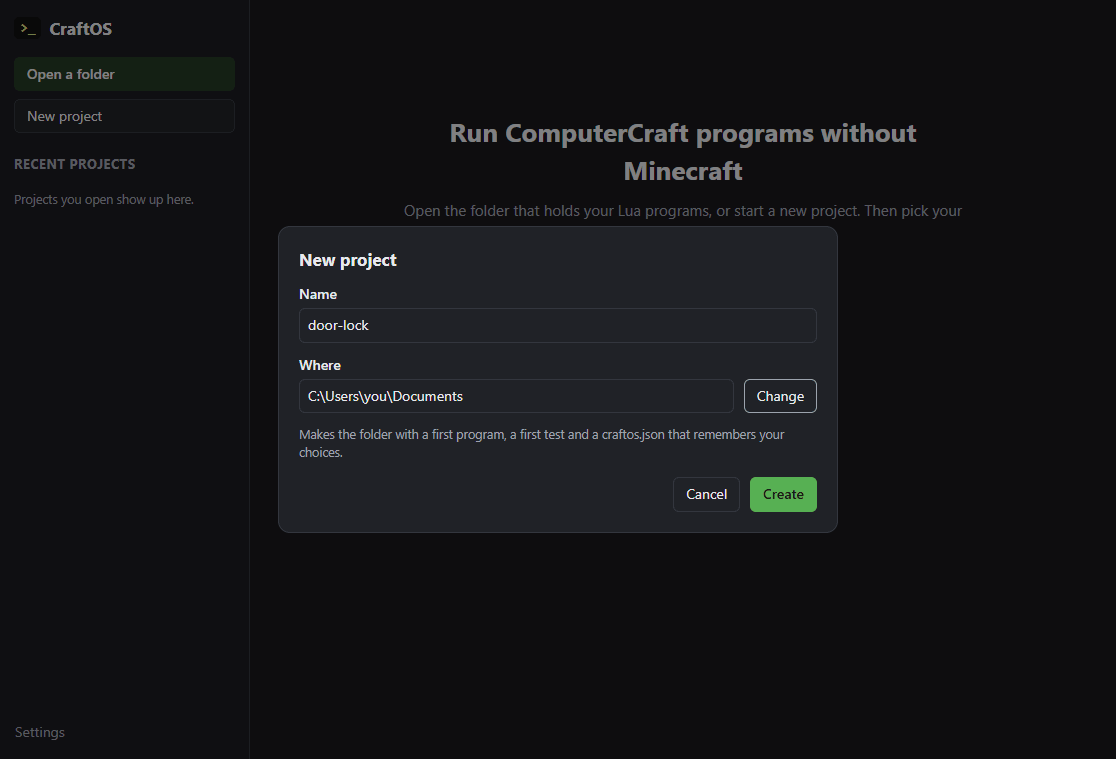 >_ CraftOS
Open a folder
New project
RECENT PROJECTS
Projects you open show up here.
Run ComputerCraft programs without
Minecraft
Open the folder that holds your Lua programs, or start a new project. Then pick your
New project
Name
door-lock
Where
C:\Users\you\Documents
Change
Makes the folder with a first program, a first test and a craftos.json that remembers your
choices.
Cancel
Create
Settings